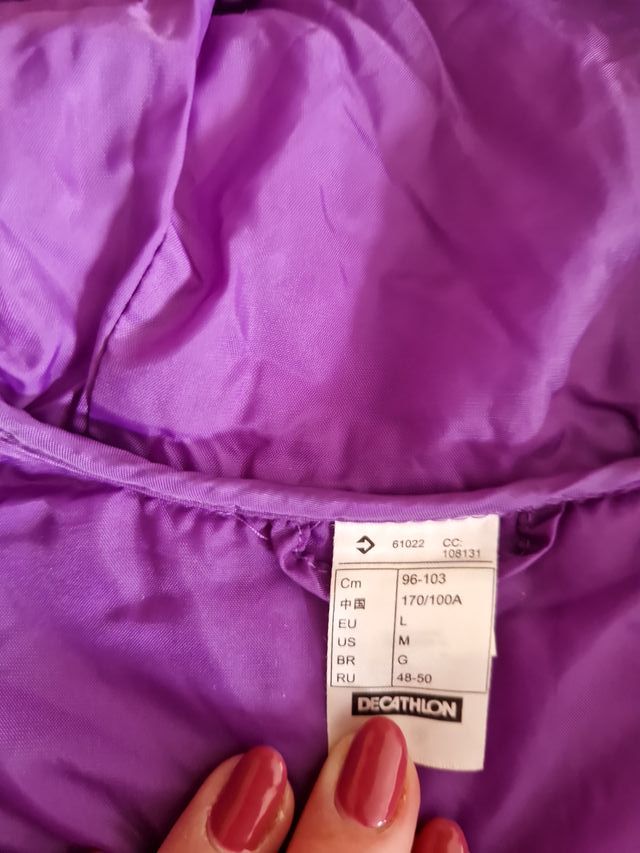 61022 CC:
108131
Cm 96-103
中国 170/100A
EU L
US M
BR G
RU 48-50
DECATHLON